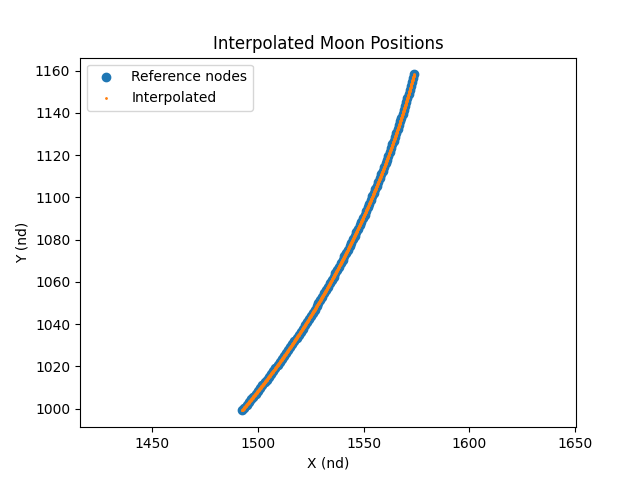 Interpolated Moon Positions
Reference nodes
Interpolated
1160
1140
1120
1100
1080
1060
1040
1020
1000
Y (nd)
1450 1500 1550 1600 1650
X (nd)